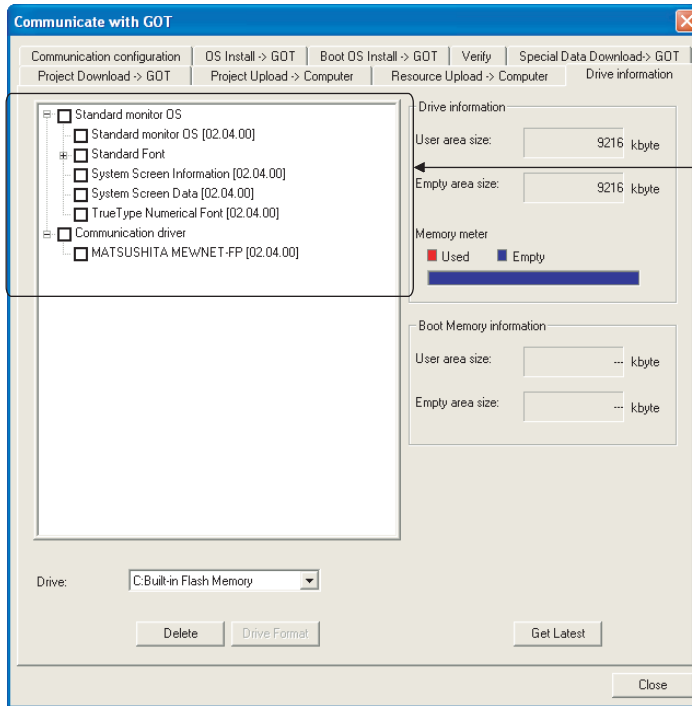 Communicate with GOT
Communication configuration OS Install -> GOT Boot OS Install -> GOT Verify Special Data Download-> GOT
Project Download -> GOT Project Upload -> Computer Resource Upload -> Computer Drive information
Standard monitor OS
Standard monitor OS [02.04.00]
Standard Font
System Screen Information [02.04.00]
System Screen Data [02.04.00]
TrueType Numerical Font [02.04.00]
Communication driver
MATSUSHITA MEWNET-FP [02.04.00]
Drive information
User area size: 9216 kbyte
Empty area size: 9216 kbyte
Memory meter
Used Empty
Boot Memory information
User area size: --- kbyte
Empty area size: --- kbyte
Drive: C:Built-in Flash Memory
Delete Drive Format Get Latest
Close